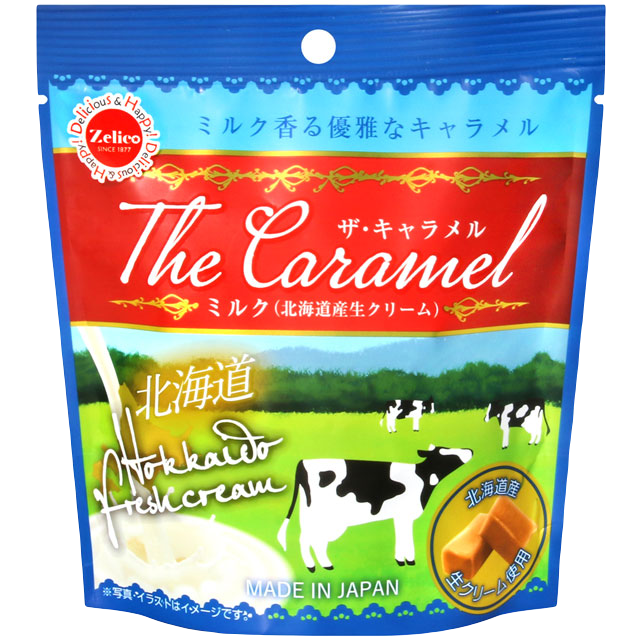 Delicious & Happy! Delicious & Happy!
Zelico
SINCE 1877
ミルク香る優雅なキャラメル
The Caramel
ザ・キャラメル
ミルク(北海道産生クリーム)
北海道
Hokkaido
fresh cream
北海道産
生クリーム使用
MADE IN JAPAN
※写真・イラストはイメージです。